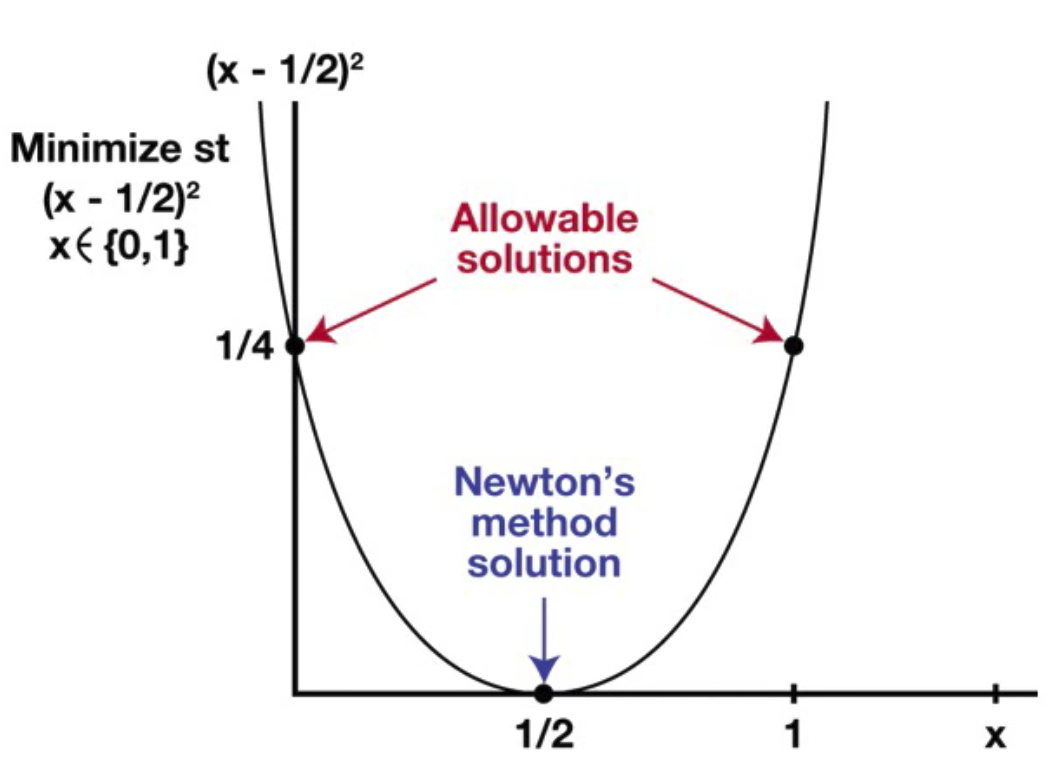 (x - 1/2)²
Minimize st
(x - 1/2)²
x ∈ {0,1}
Allowable
solutions
1/4
Newton's
method
solution
1/2
1
x